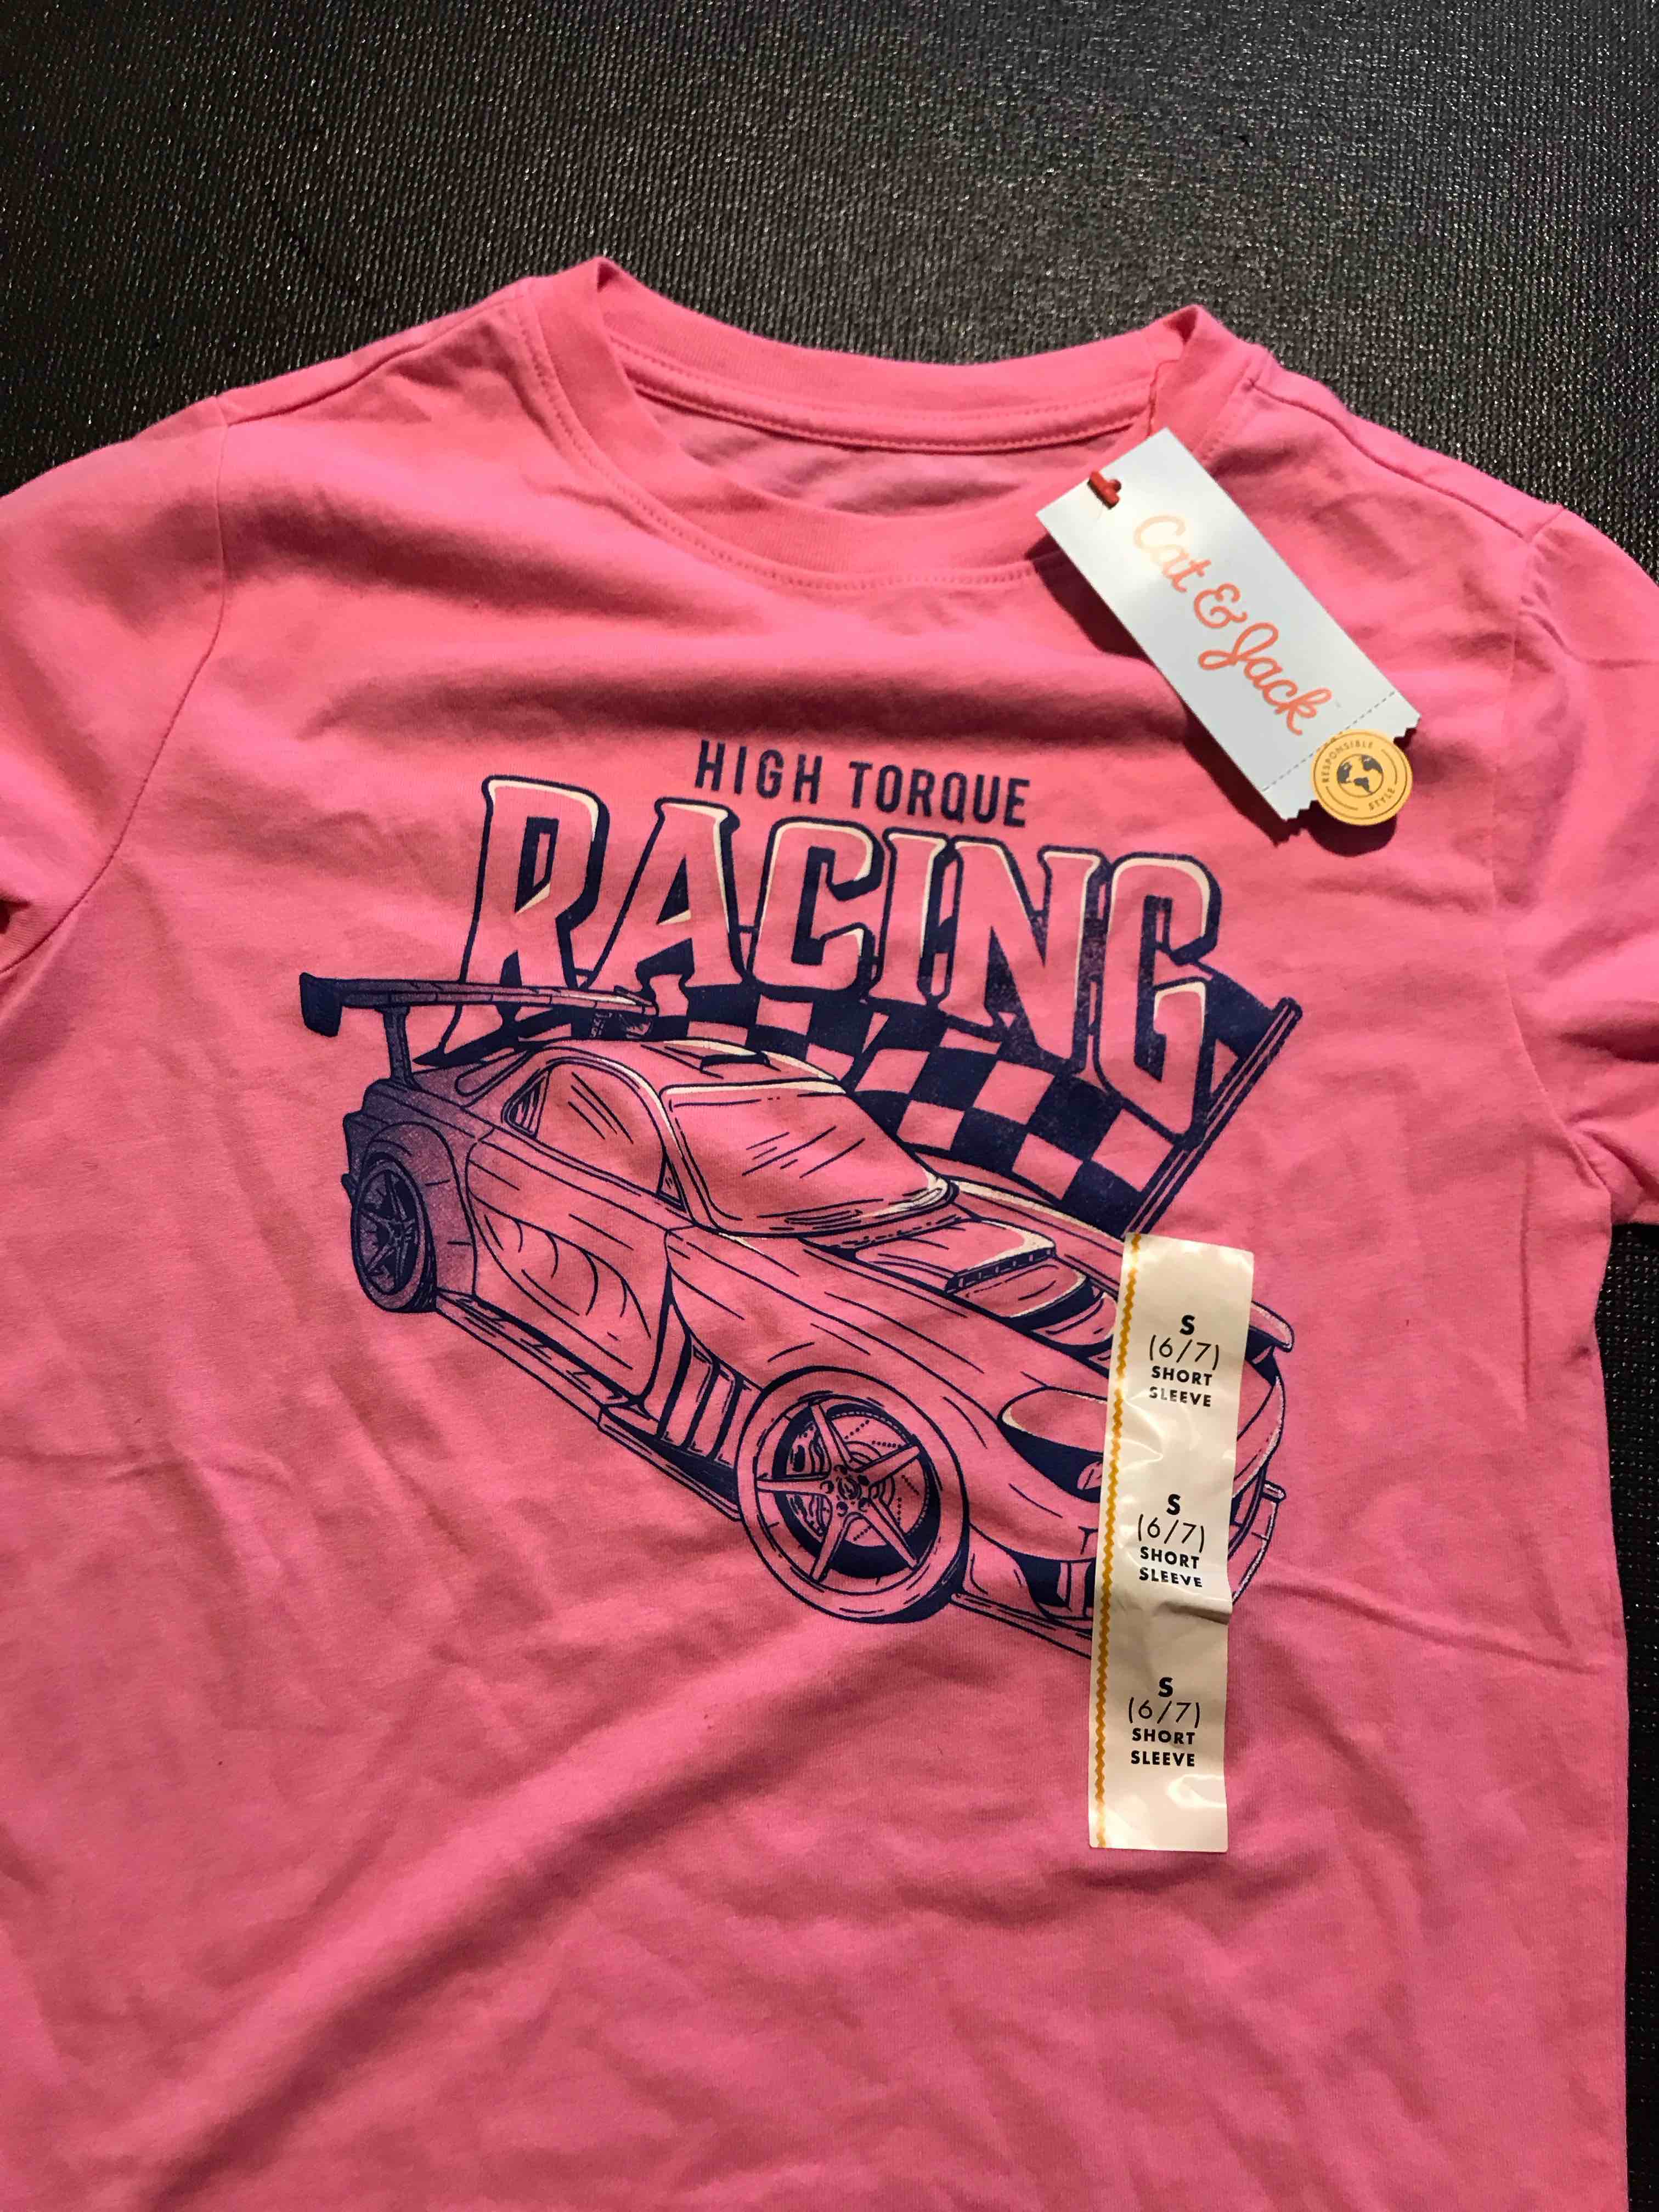 Cat & Jack
RESPONSIBLE
STYLE
HIGH TORQUE
RACING
S
(6/7)
SHORT
SLEEVE
S
(6/7)
SHORT
SLEEVE
S
(6/7)
SHORT
SLEEVE